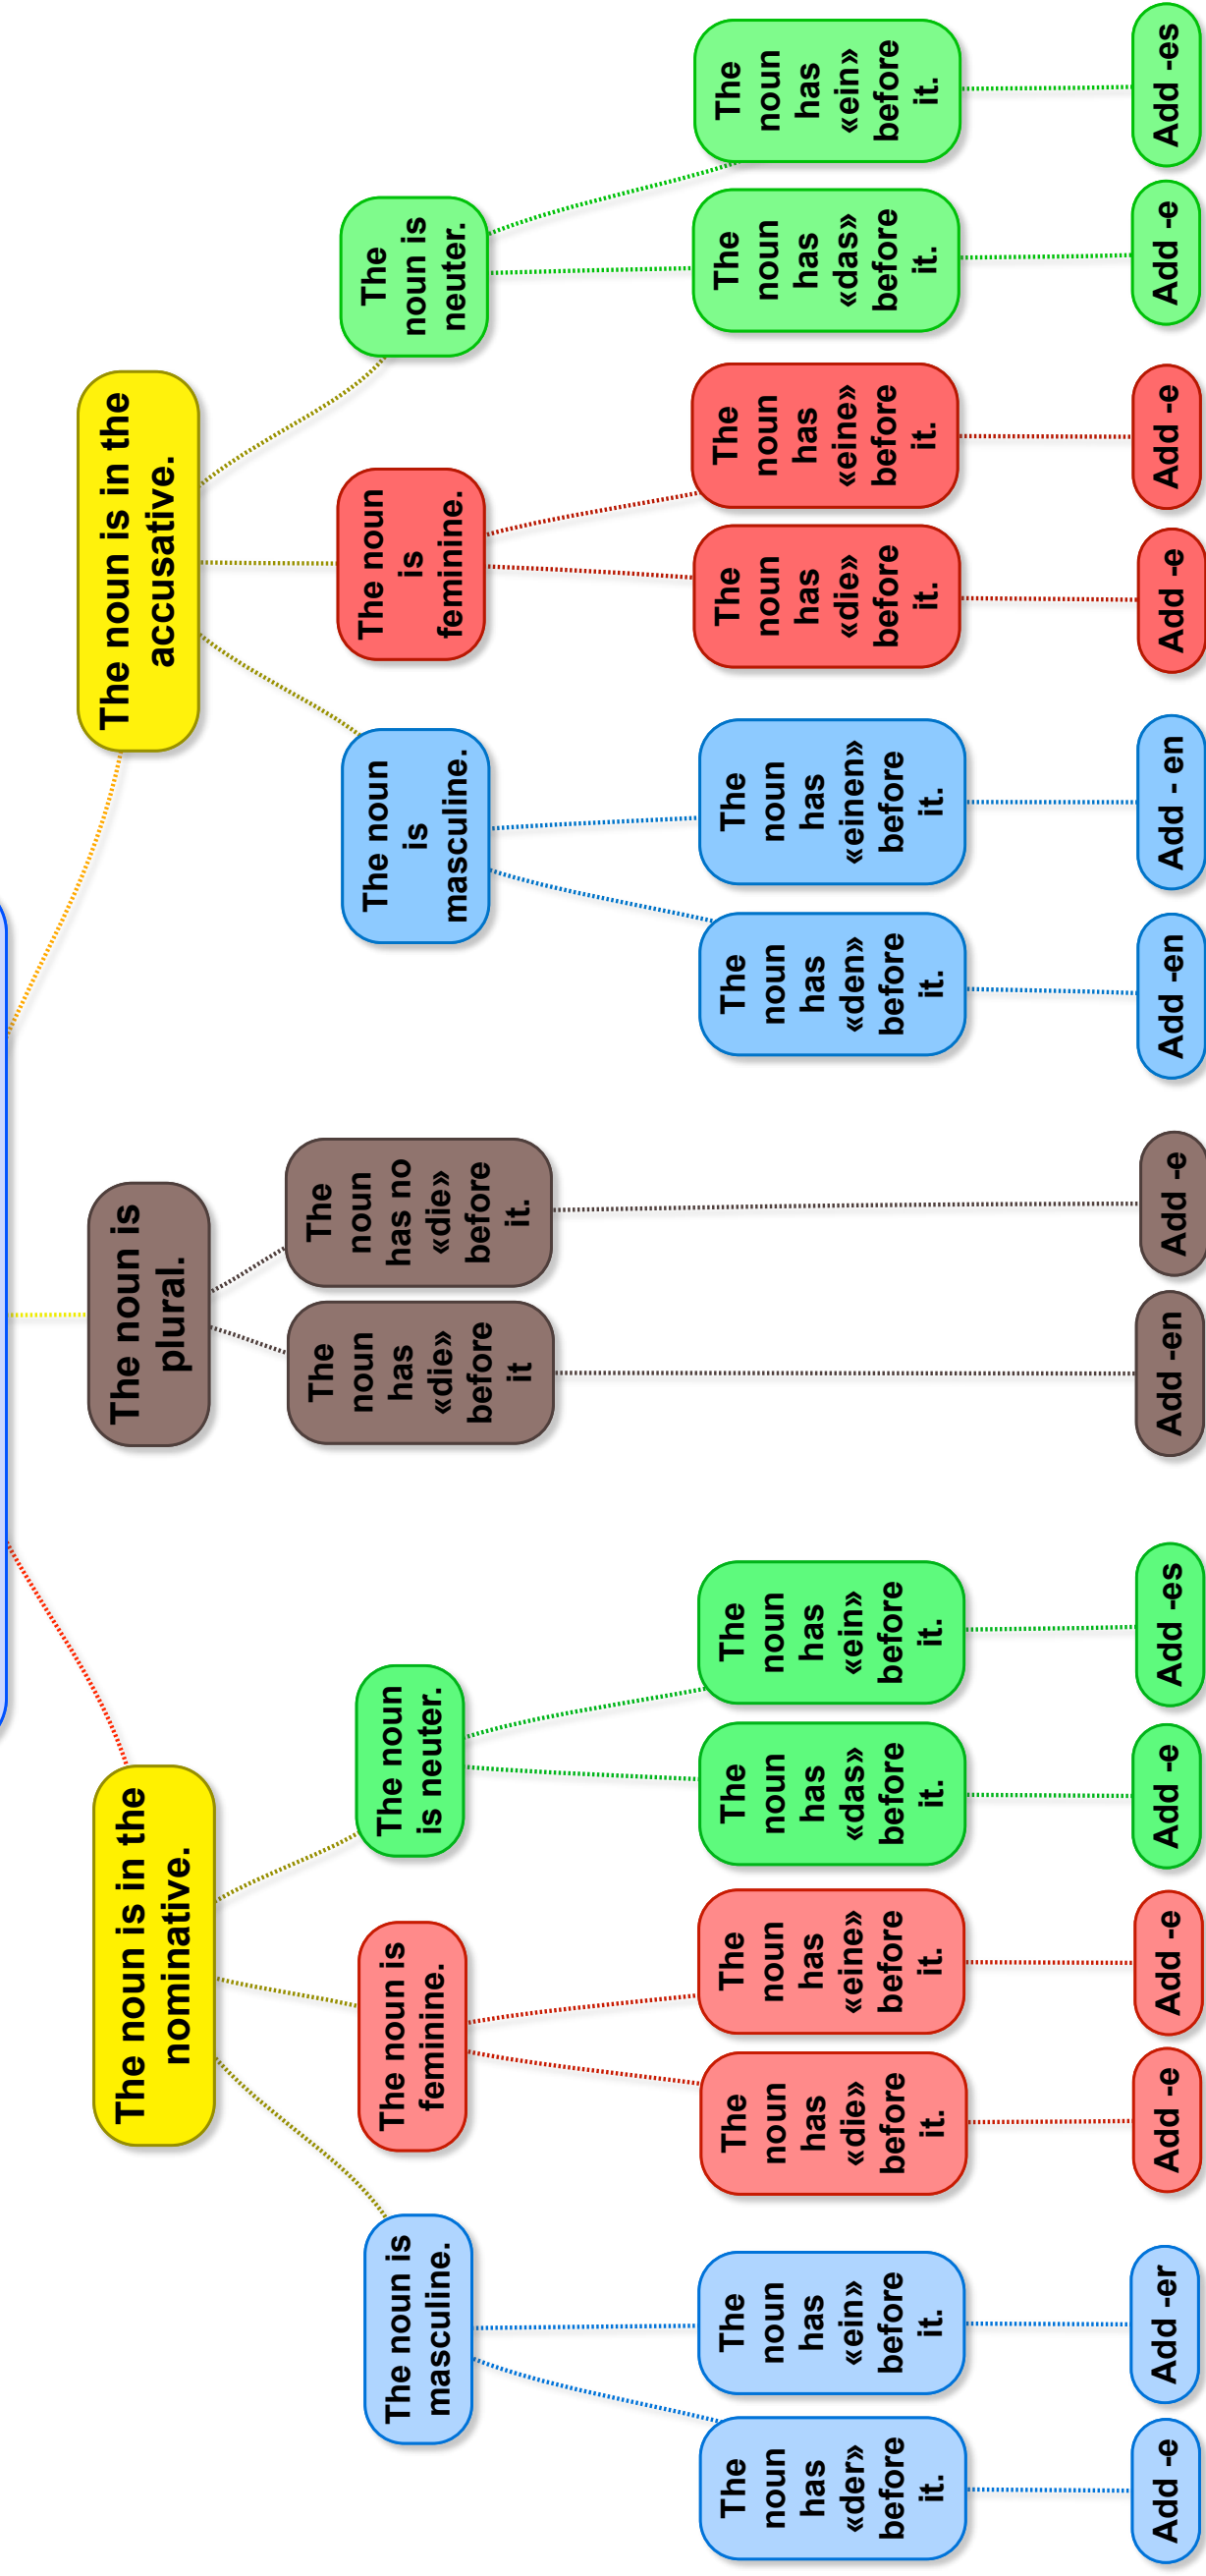 The noun is in the
nominative.
The noun is
plural.
The noun is in the
accusative.
The noun is
masculine.
The noun is
feminine.
The noun
is neuter.
The
noun
has
«der»
before
it.
The
noun
has
«ein»
before
it.
The
noun
has
«die»
before
it.
The
noun
has
«eine»
before
it.
The
noun
has
«das»
before
it.
The
noun
has
«ein»
before
it.
Add -e
Add -er
Add -e
Add -e
Add -e
Add -es
The
noun
has
«die»
before
it
The
noun
has no
«die»
before
it.
Add -en
Add -e
The noun
is
masculine.
The noun
is
feminine.
The
noun is
neuter.
The
noun
has
«den»
before
it.
The
noun
has
«einen»
before
it.
The
noun
has
«die»
before
it.
The
noun
has
«eine»
before
it.
The
noun
has
«das»
before
it.
The
noun
has
«ein»
before
it.
Add -en
Add - en
Add -e
Add -e
Add -e
Add -es